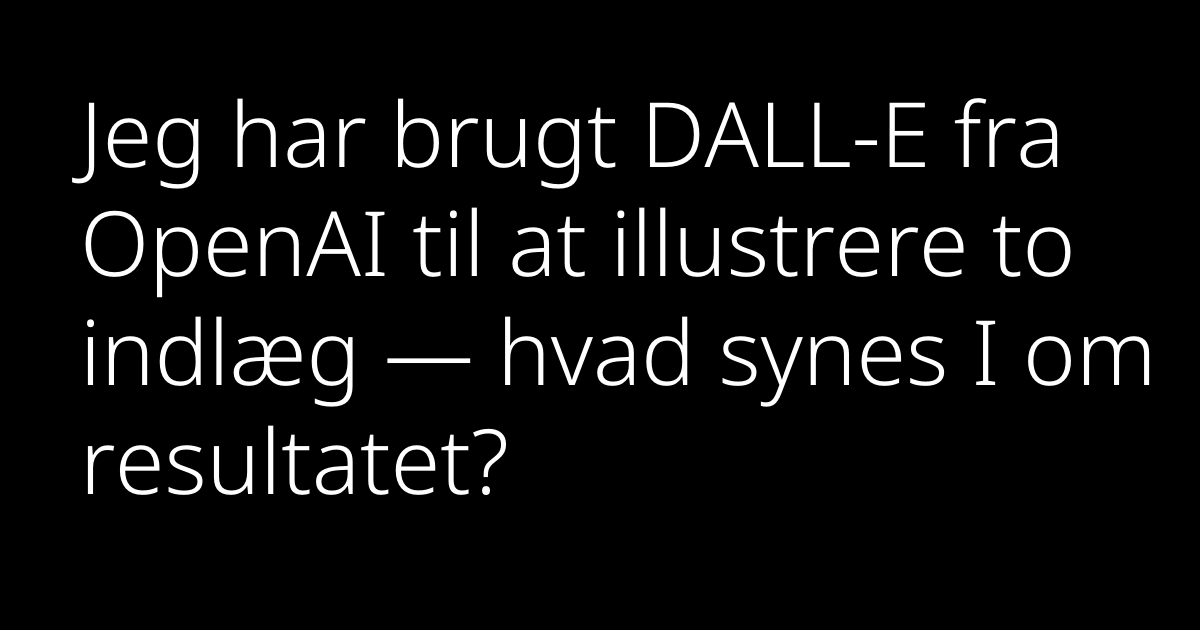 Jeg har brugt DALL-E fra
OpenAI til at illustrere to
indlæg — hvad synes I om
resultatet?